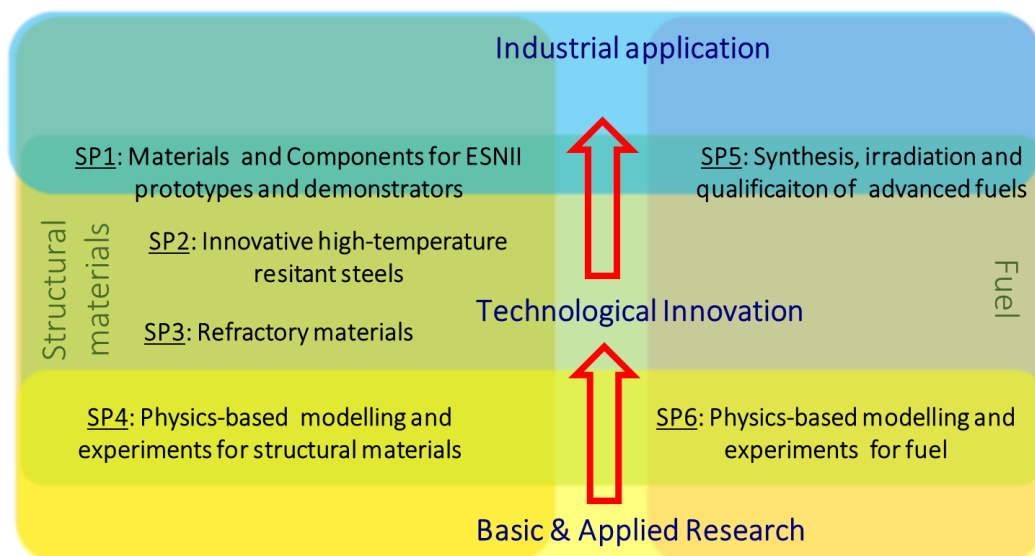 Industrial application
SP1: Materials and Components for ESNII
prototypes and demonstrators
SP5: Synthesis, irradiation and
qualificaiton of advanced fuels
Structural
materials
SP2: Innovative high-temperature
resitant steels
Fuel
Technological Innovation
SP3: Refractory materials
SP4: Physics-based modelling and
experiments for structural materials
SP6: Physics-based modelling and
experiments for fuel
Basic & Applied Research